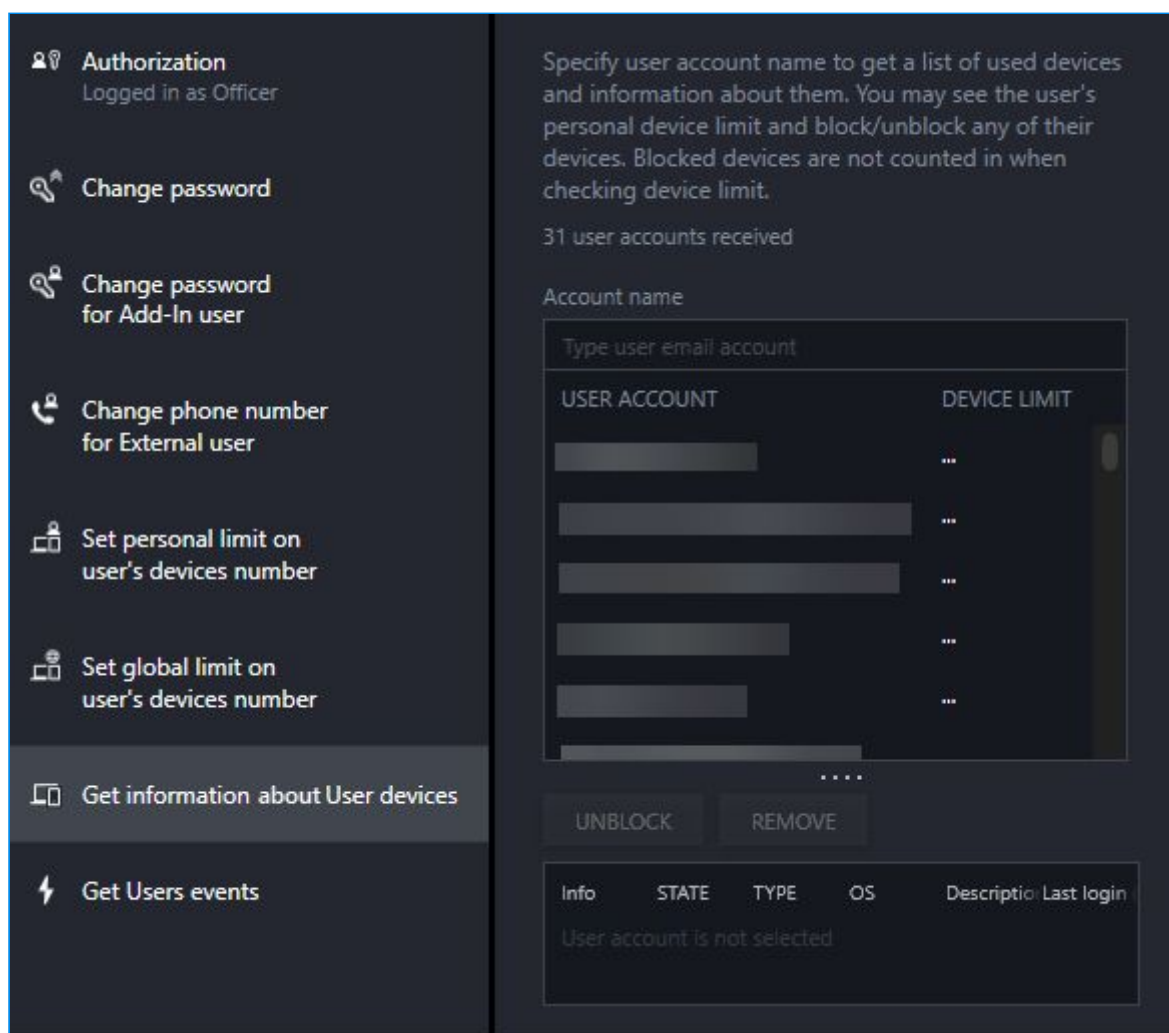 Authorization
Logged in as Officer
Change password
Change password
for Add-In user
Change phone number
for External user
Set personal limit on
user's devices number
Set global limit on
user's devices number
Get information about User devices
Get Users events
Specify user account name to get a list of used devices
and information about them. You may see the user's
personal device limit and block/unblock any of their
devices. Blocked devices are not counted in when
checking device limit.
31 user accounts received
Account name
Type user email account
USER ACCOUNT DEVICE LIMIT
...
...
...
...
...
UNBLOCK REMOVE
Info STATE TYPE OS Descriptio Last login
User account is not selected